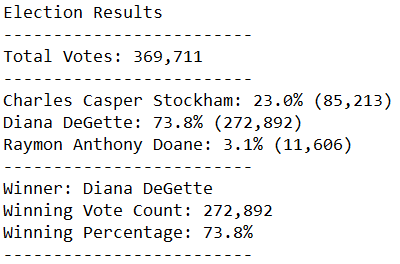 Election Results
-------------------------
Total Votes: 369,711
-------------------------
Charles Casper Stockham: 23.0% (85,213)
Diana DeGette: 73.8% (272,892)
Raymon Anthony Doane: 3.1% (11,606)
-------------------------
Winner: Diana DeGette
Winning Vote Count: 272,892
Winning Percentage: 73.8%
-------------------------